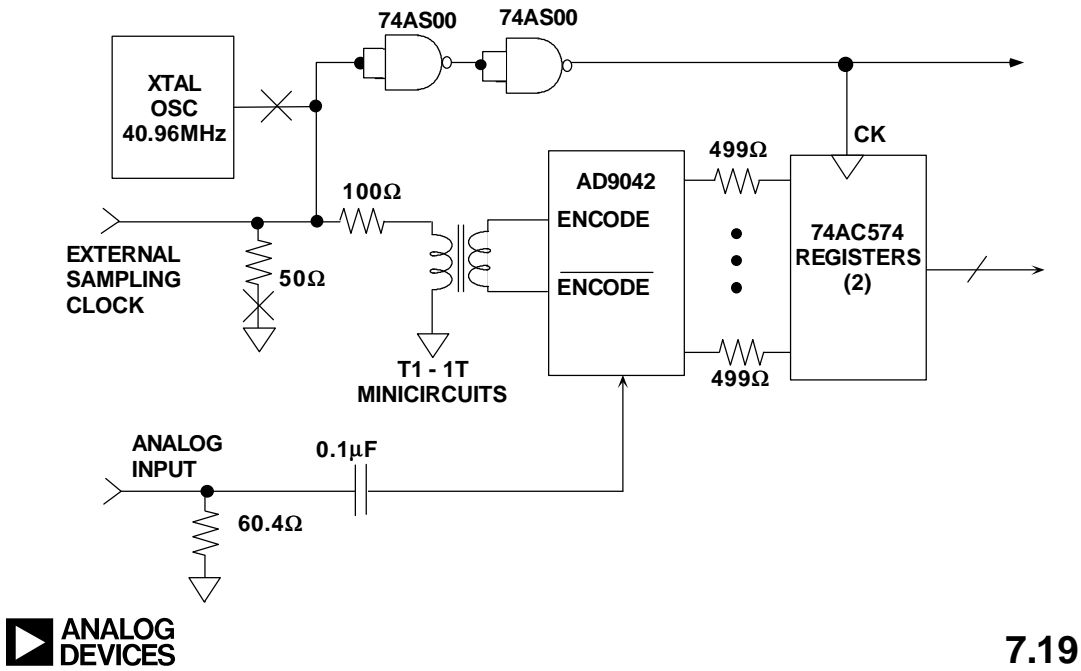 74AS00
74AS00
XTAL
OSC
40.96MHz
CK
499Ω
100Ω
AD9042
ENCODE
ENCODE
74AC574
REGISTERS
(2)
EXTERNAL
SAMPLING
CLOCK
50Ω
T1 - 1T
MINICIRCUITS
499Ω
ANALOG
INPUT
0.1μF
60.4Ω
ANALOG
DEVICES
7.19